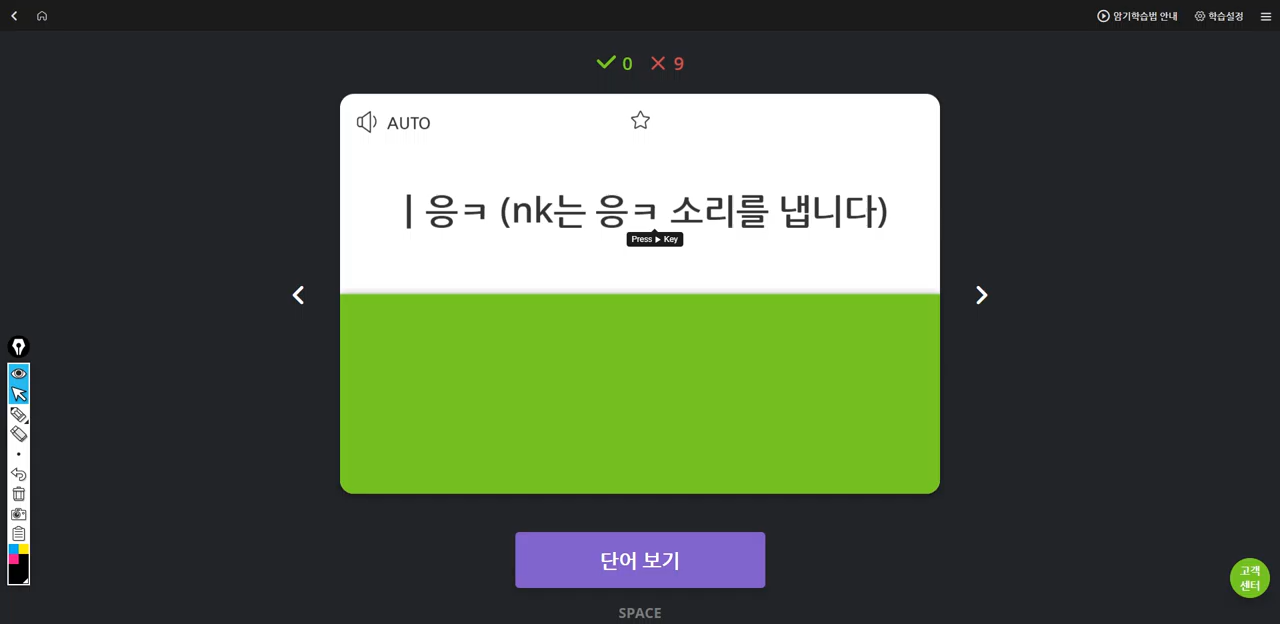 암기학습법 안내 학습설정
0 9
AUTO
| 응ㅋ (nk는 응ㅋ 소리를 냅니다)
Press ▶ Key
단어 보기
SPACE
고객
센터